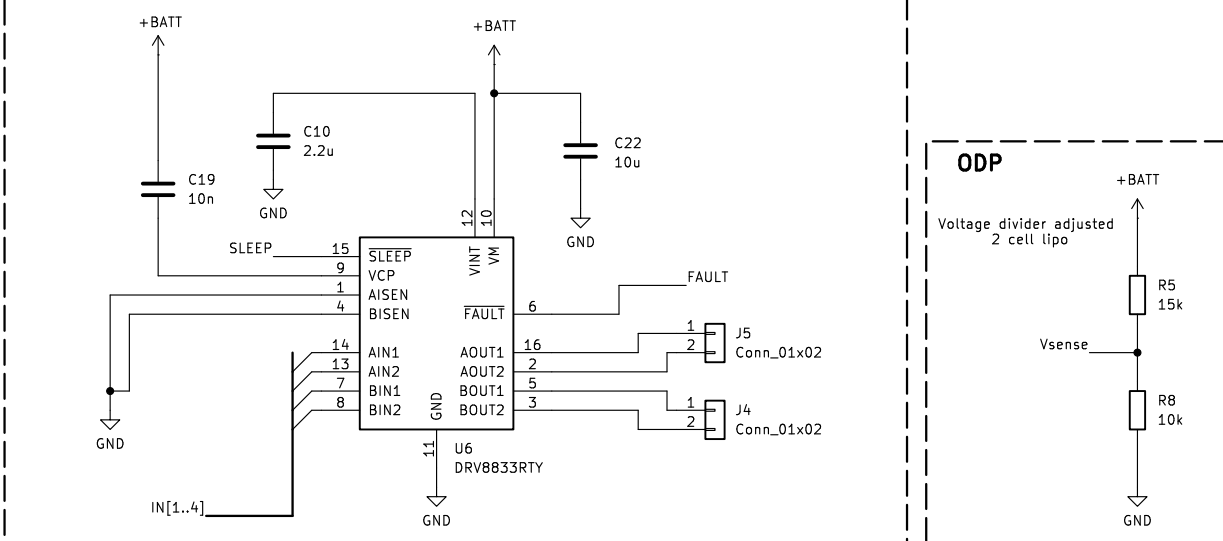 +BATT
+BATT
C10
2.2u
C22
10u
C19
10n
GND
GND
12
10
SLEEP
15
SLEEP
VINT
VM
9
VCP
1
AISEN
4
BISEN
FAULT
6
FAULT
14
AIN1
AOUT1
16
1
J5
13
AIN2
AOUT2
2
2
Conn_01x02
7
BIN1
BOUT1
5
8
BIN2
GND
BOUT2
3
1
J4
2
Conn_01x02
GND
11
U6
DRV8833RTY
IN[1..4]
GND
ODP
+BATT
Voltage divider adjusted
2 cell lipo
R5
15k
Vsense
R8
10k
GND